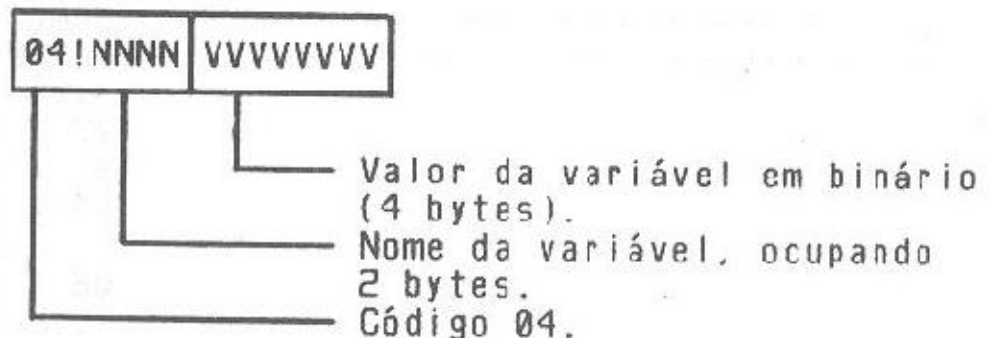 04!NNNN VVVVVVVV
Valor da variável em binário
(4 bytes).
Nome da variável, ocupando
2 bytes.
Código 04.